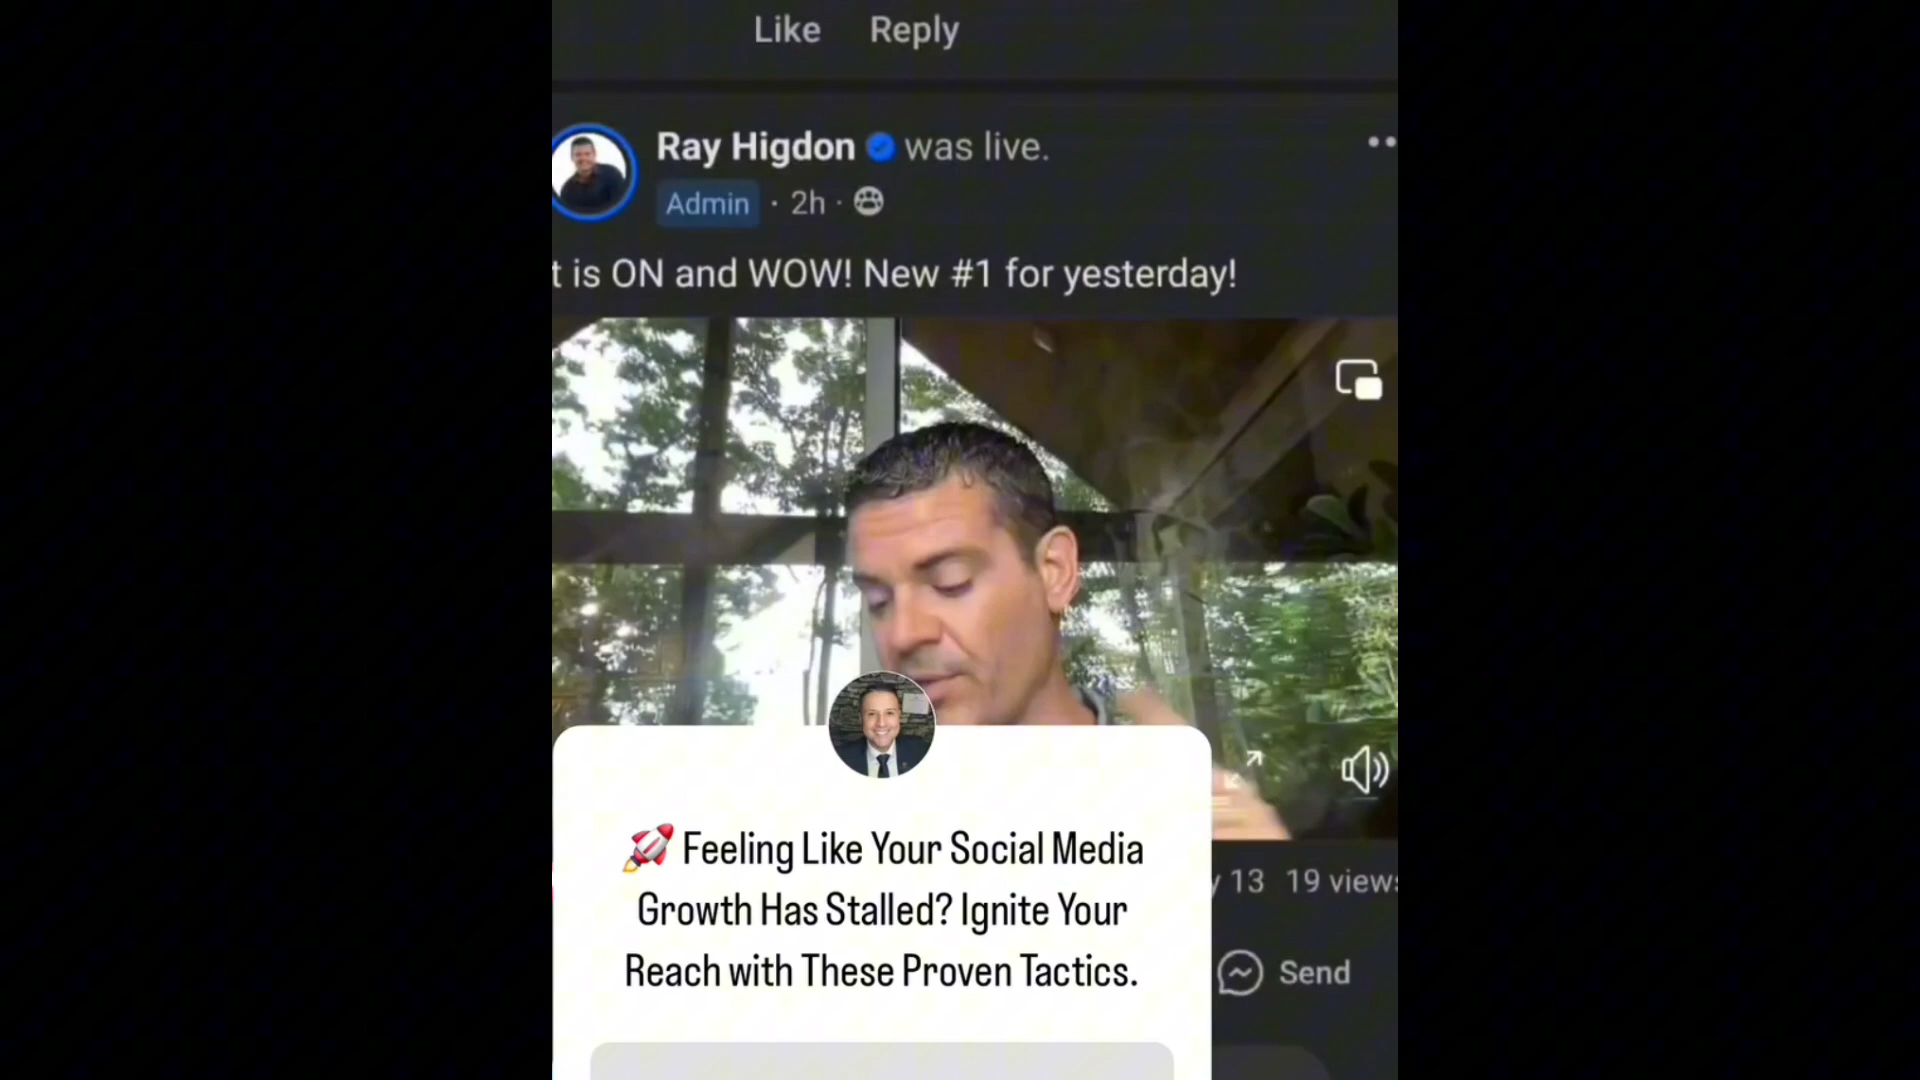 Like Reply
Ray Higdon was live.
Admin · 2h ·
t is ON and WOW! New #1 for yesterday!
🚀 Feeling Like Your Social Media
Growth Has Stalled? Ignite Your
Reach with These Proven Tactics.
y 13 19 views
Send